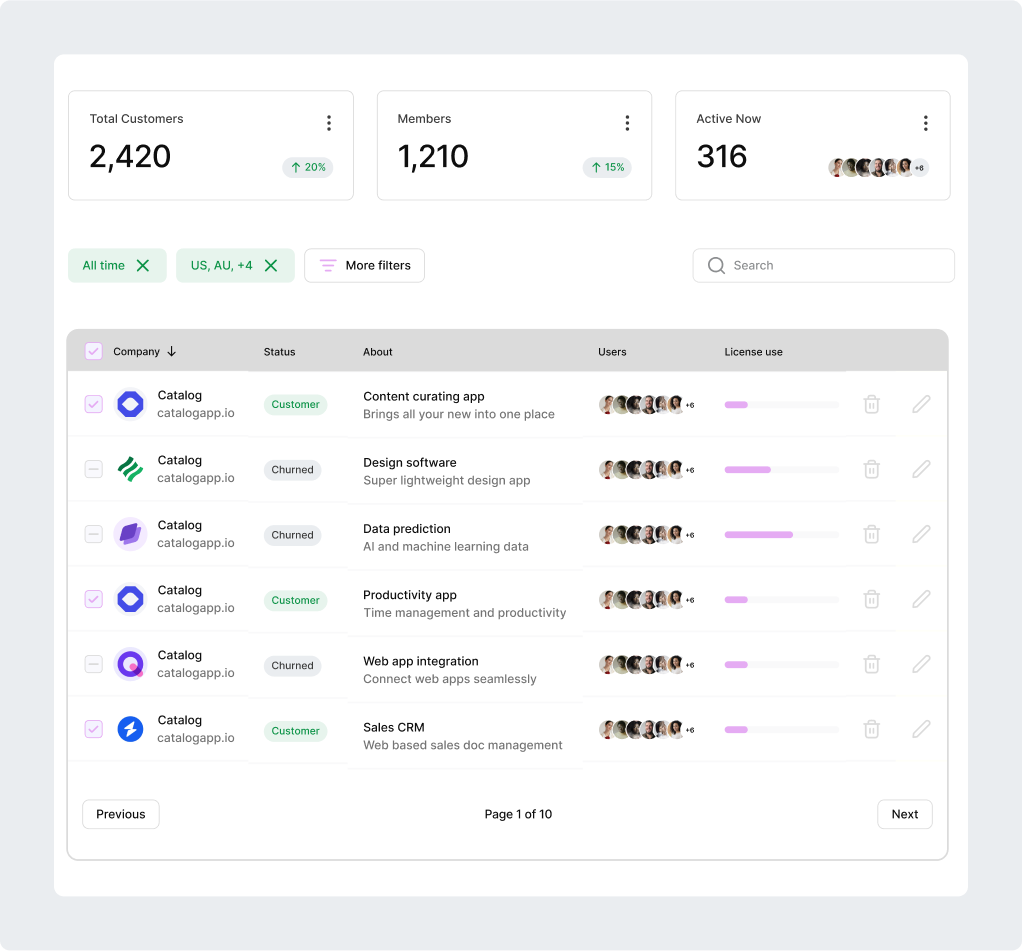 Total Customers
2,420
20%
Members
1,210
15%
Active Now
316
+6
All time
US, AU, +4
More filters
Search
Company Status About Users License use
Catalog
catalogapp.io
Customer
Content curating app
Brings all your new into one place
+6
Catalog
catalogapp.io
Churned
Design software
Super lightweight design app
+6
Catalog
catalogapp.io
Churned
Data prediction
AI and machine learning data
+6
Catalog
catalogapp.io
Customer
Productivity app
Time management and productivity
+6
Catalog
catalogapp.io
Churned
Web app integration
Connect web apps seamlessly
+6
Catalog
catalogapp.io
Customer
Sales CRM
Web based sales doc management
+6
Previous
Page 1 of 10
Next